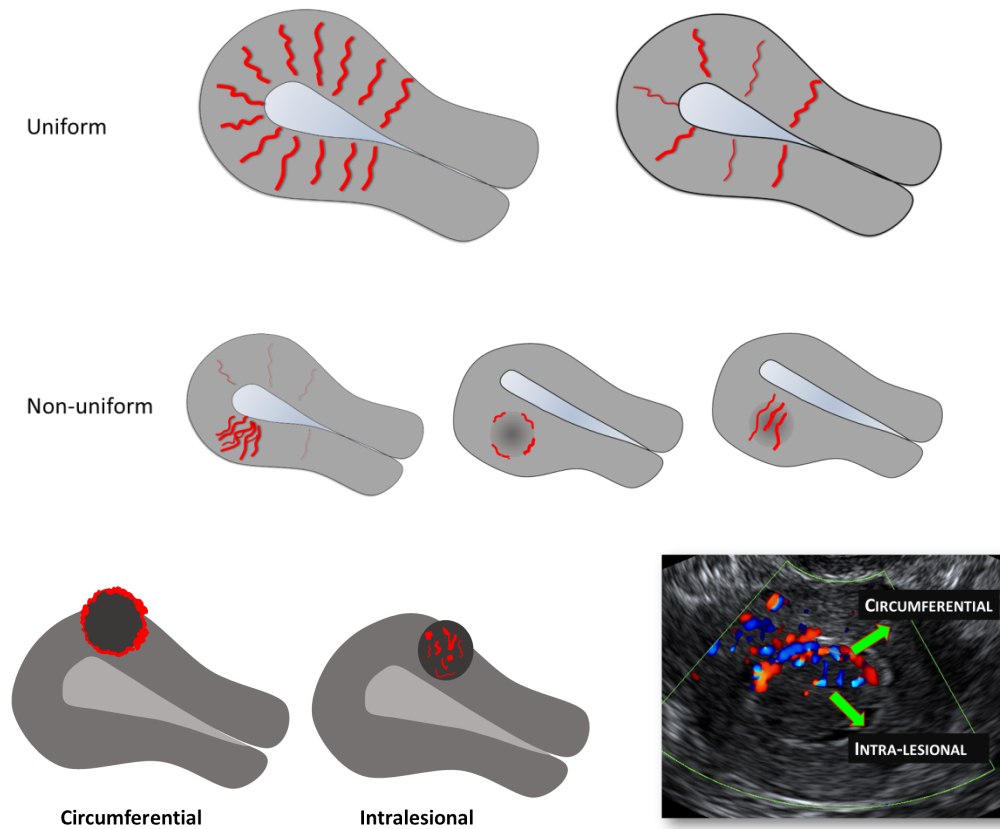 Uniform
Non-uniform
CIRCUMFERENTIAL
INTRA-LESIONAL
Circumferential
Intralesional